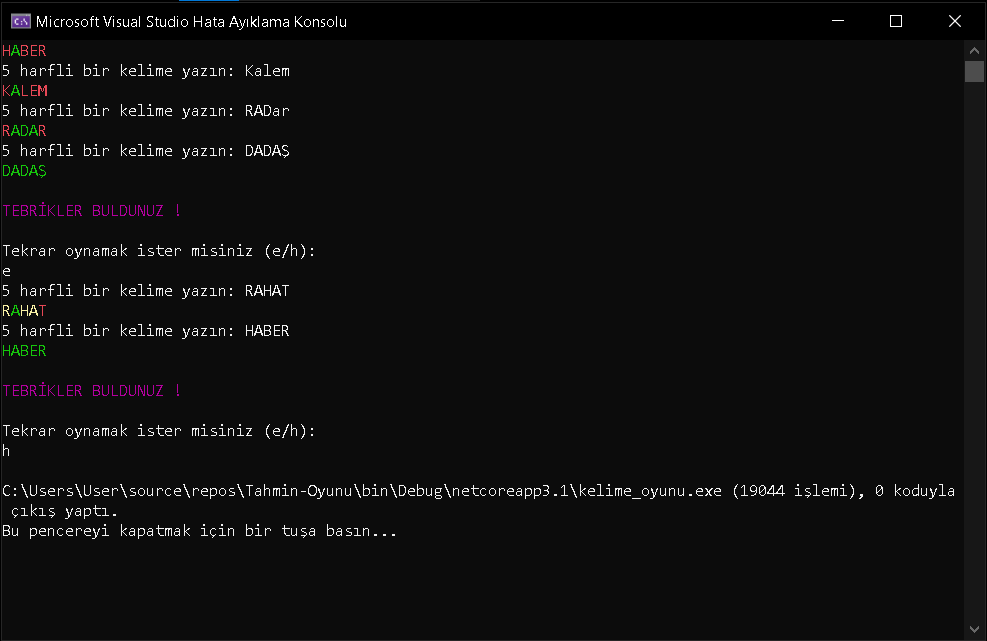 Microsoft Visual Studio Hata Ayıklama Konsolu
HABER
5 harfli bir kelime yazın: Kalem
KALEM
5 harfli bir kelime yazın: RADar
RADAR
5 harfli bir kelime yazın: DADAŞ
DADAŞ
TEBRİKLER BULDUNUZ !
Tekrar oynamak ister misiniz (e/h):
e
5 harfli bir kelime yazın: RAHAT
RAHAT
5 harfli bir kelime yazın: HABER
HABER
TEBRİKLER BULDUNUZ !
Tekrar oynamak ister misiniz (e/h):
h
C:\Users\User\source\repos\Tahmin-Oyunu\bin\Debug\netcoreapp3.1\kelime_oyunu.exe (19044 işlemi), 0 koduyla
çıkış yaptı.
Bu pencereyi kapatmak için bir tuşa basın...